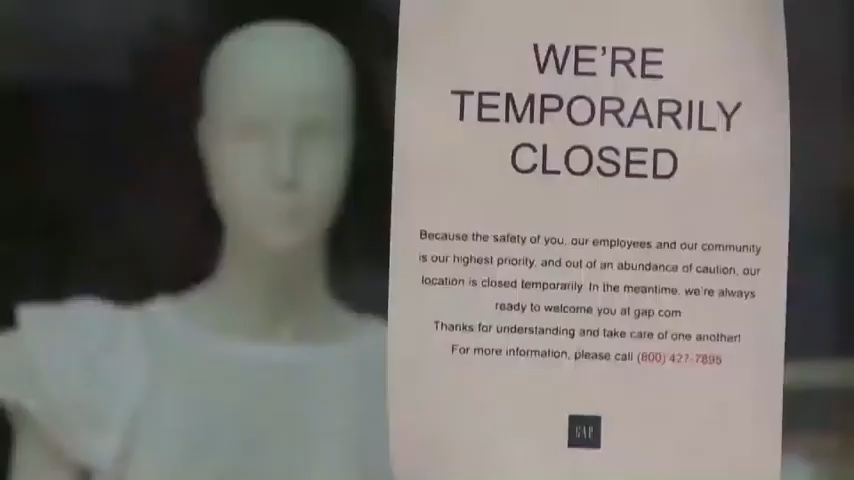 WE'RE
TEMPORARILY
CLOSED
Because the safety of you, our employees and our community
is our highest priority, and out of an abundance of caution, our
location is closed temporarily. In the meantime, we're always
ready to welcome you at gap.com
Thanks for understanding and take care of one another!
For more information, please call (800) 427-7895
GAP